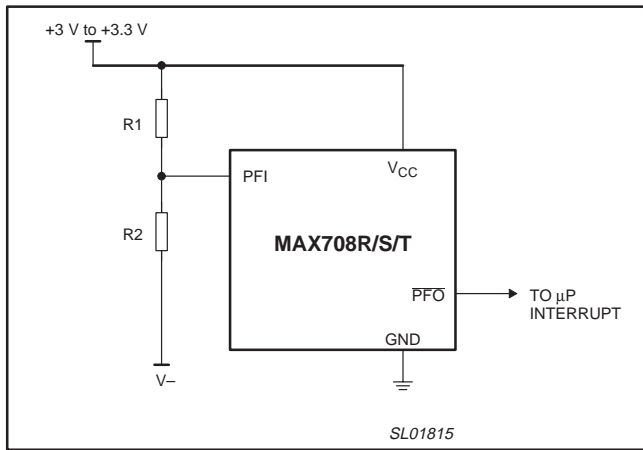 +3 V to +3.3 V
R1
PFI
VCC
R2
MAX708R/S/T
PFO
TO μP
INTERRUPT
GND
V–
SL01815